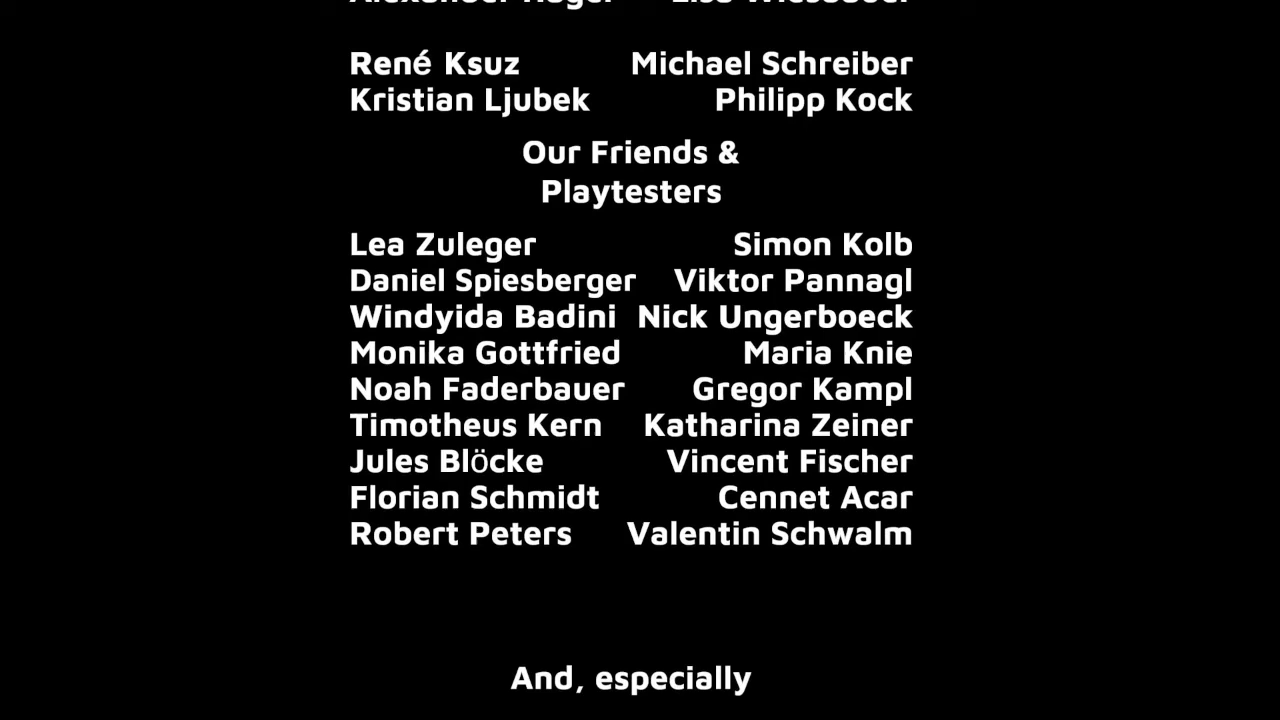 René Ksuz Michael Schreiber
Kristian Ljubek Philipp Kock
Our Friends &
Playtesters
Lea Zuleger Simon Kolb
Daniel Spiesberger Viktor Pannagl
Windyida Badini Nick Ungerboeck
Monika Gottfried Maria Knie
Noah Faderbauer Gregor Kampl
Timotheus Kern Katharina Zeiner
Jules Blöcke Vincent Fischer
Florian Schmidt Cennet Acar
Robert Peters Valentin Schwalm
And, especially